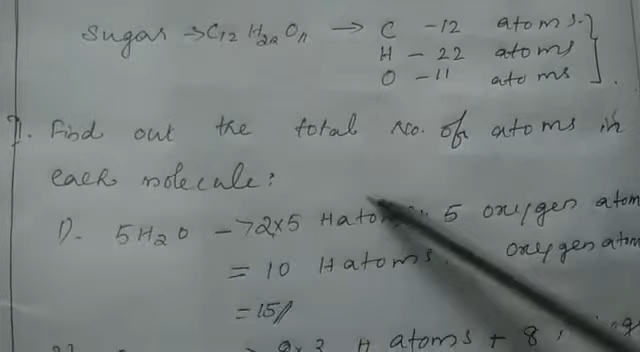 Sugar → C12 H22 O11 → C - 12 atoms.
H - 22 atoms
O - 11 atoms
Find out the total No. of atoms in
each molecule:
1). 5H2O → 2×5 H atoms 5 oxygen atom
= 10 H atoms. oxygen atom
= 15//
H atoms + 8